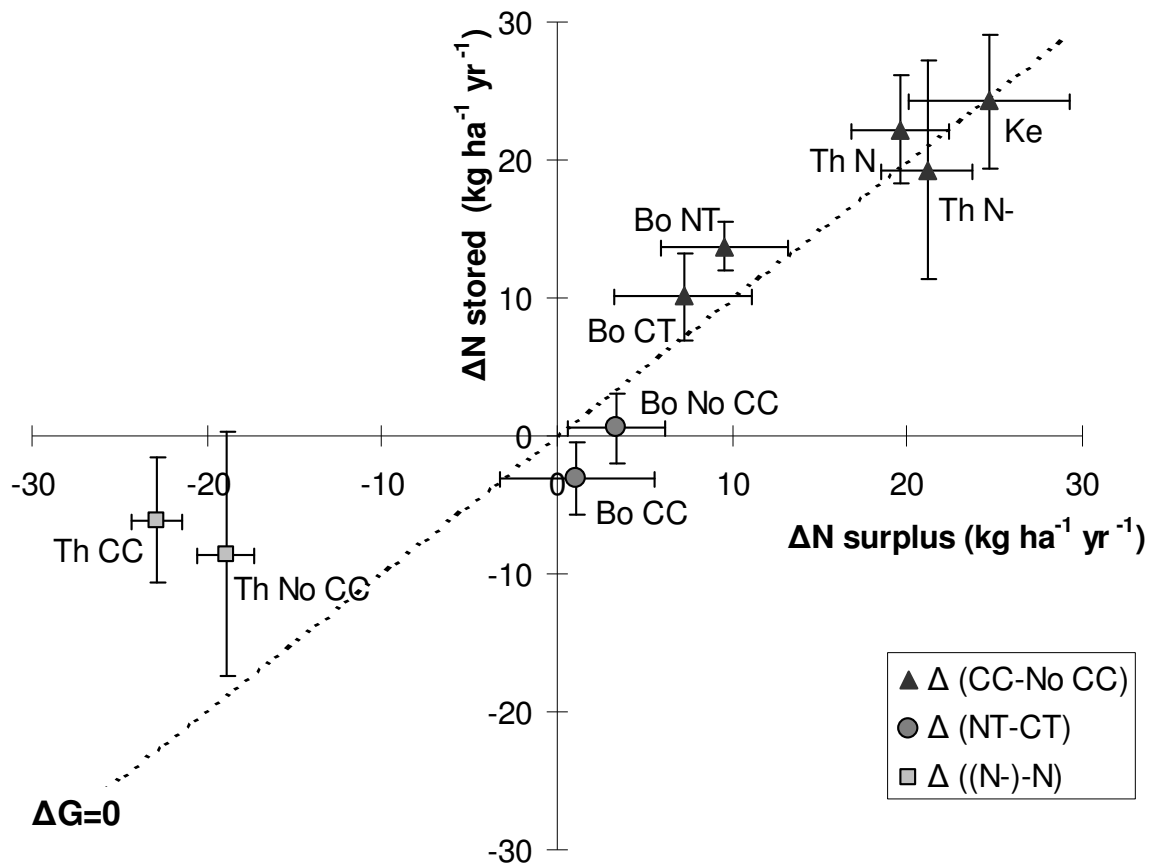 30
20
10
0
-10
-20
-30
ΔN stored (kg ha-1 yr-1)
-30
-20
-10
0
10
20
30
ΔN surplus (kg ha-1 yr-1)
Ke
Th N
Th N-
Bo NT
Bo CT
Bo No CC
Bo CC
Th CC
Th No CC
ΔG=0
Δ (CC-No CC)
Δ (NT-CT)
Δ ((N-)-N)